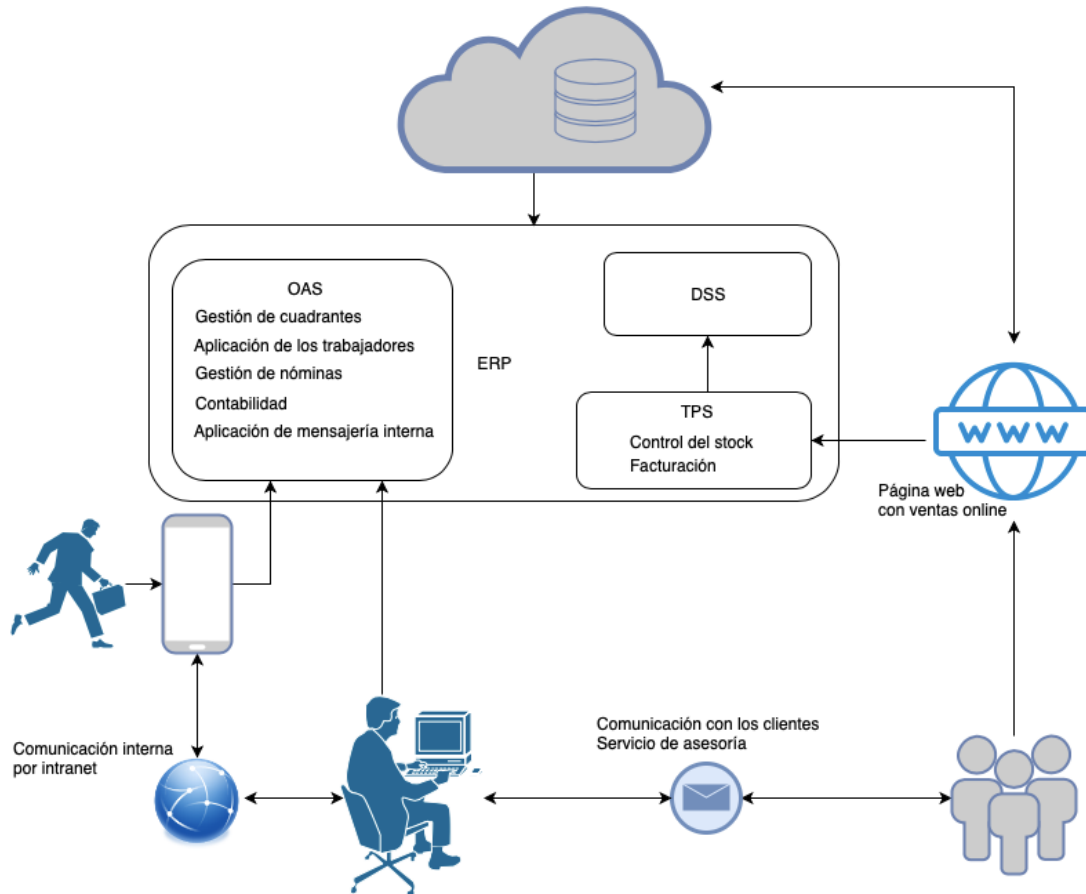 OAS
Gestión de cuadrantes
Aplicación de los trabajadores
Gestión de nóminas
Contabilidad
Aplicación de mensajería interna
ERP
DSS
TPS
Control del stock
Facturación
WWW
Página web
con ventas online
Comunicación interna
por intranet
Comunicación con los clientes
Servicio de asesoría